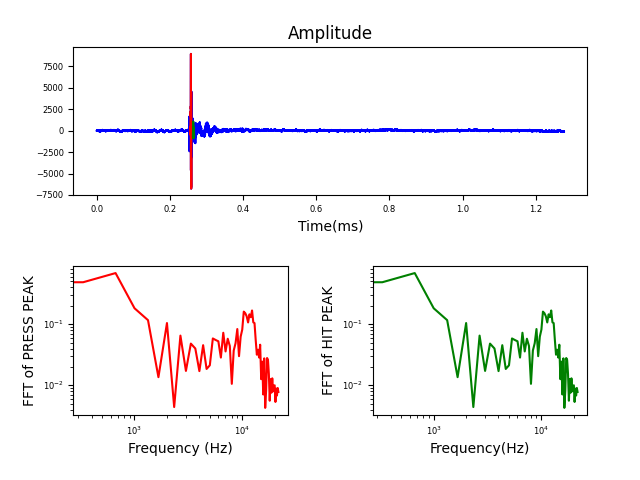 Amplitude
7500
5000
2500
0
−2500
−5000
−7500
0.0 0.2 0.4 0.6 0.8 1.0 1.2
Time(ms)
FFT of PRESS PEAK
10⁻¹
10⁻²
10³ 10⁴
Frequency (Hz)
FFT of HIT PEAK
10⁻¹
10⁻²
10³ 10⁴
Frequency(Hz)